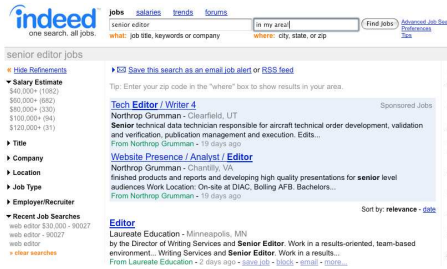 indeed
one search. all jobs.
jobs salaries trends forums
senior editor
in my area
Find Jobs
Advanced Job Sea
Preferences
Tips
what: job title, keywords or company
where: city, state, or zip
senior editor jobs
« Hide Refinements
Salary Estimate
$40,000+ (1082)
$60,000+ (682)
$80,000+ (330)
$100,000+ (94)
$120,000+ (31)
Title
Company
Location
Job Type
Employer/Recruiter
Recent Job Searches
web editor $30,000 - 90027
web editor - 90027
web editor
» clear searches
Save this search as an email job alert or RSS feed
Tip: Enter your zip code in the "where" box to show results in your area.
Tech Editor / Writer 4
Sponsored Jobs
Northrop Grumman - Clearfield, UT
Senior technical data technician responsible for aircraft technical order development, validation
and verification, publication management and execution. Edits...
From Northrop Grumman - 19 days ago
Website Presence / Analyst / Editor
Northrop Grumman - Chantilly, VA
finished products and reports and developing high quality presentations for senior level
audiences Work Location: On-site at DIAC, Bolling AFB. Bachelors...
From Northrop Grumman - 19 days ago
Sort by: relevance - date
Editor
Laureate Education - Minneapolis, MN
by the Director of Writing Services and Senior Editor. Work in a results-oriented, team-based
environment... Writing Services and Senior Editor. Work in a results...
From Laureate Education - 2 days ago - save job - block - email - more...